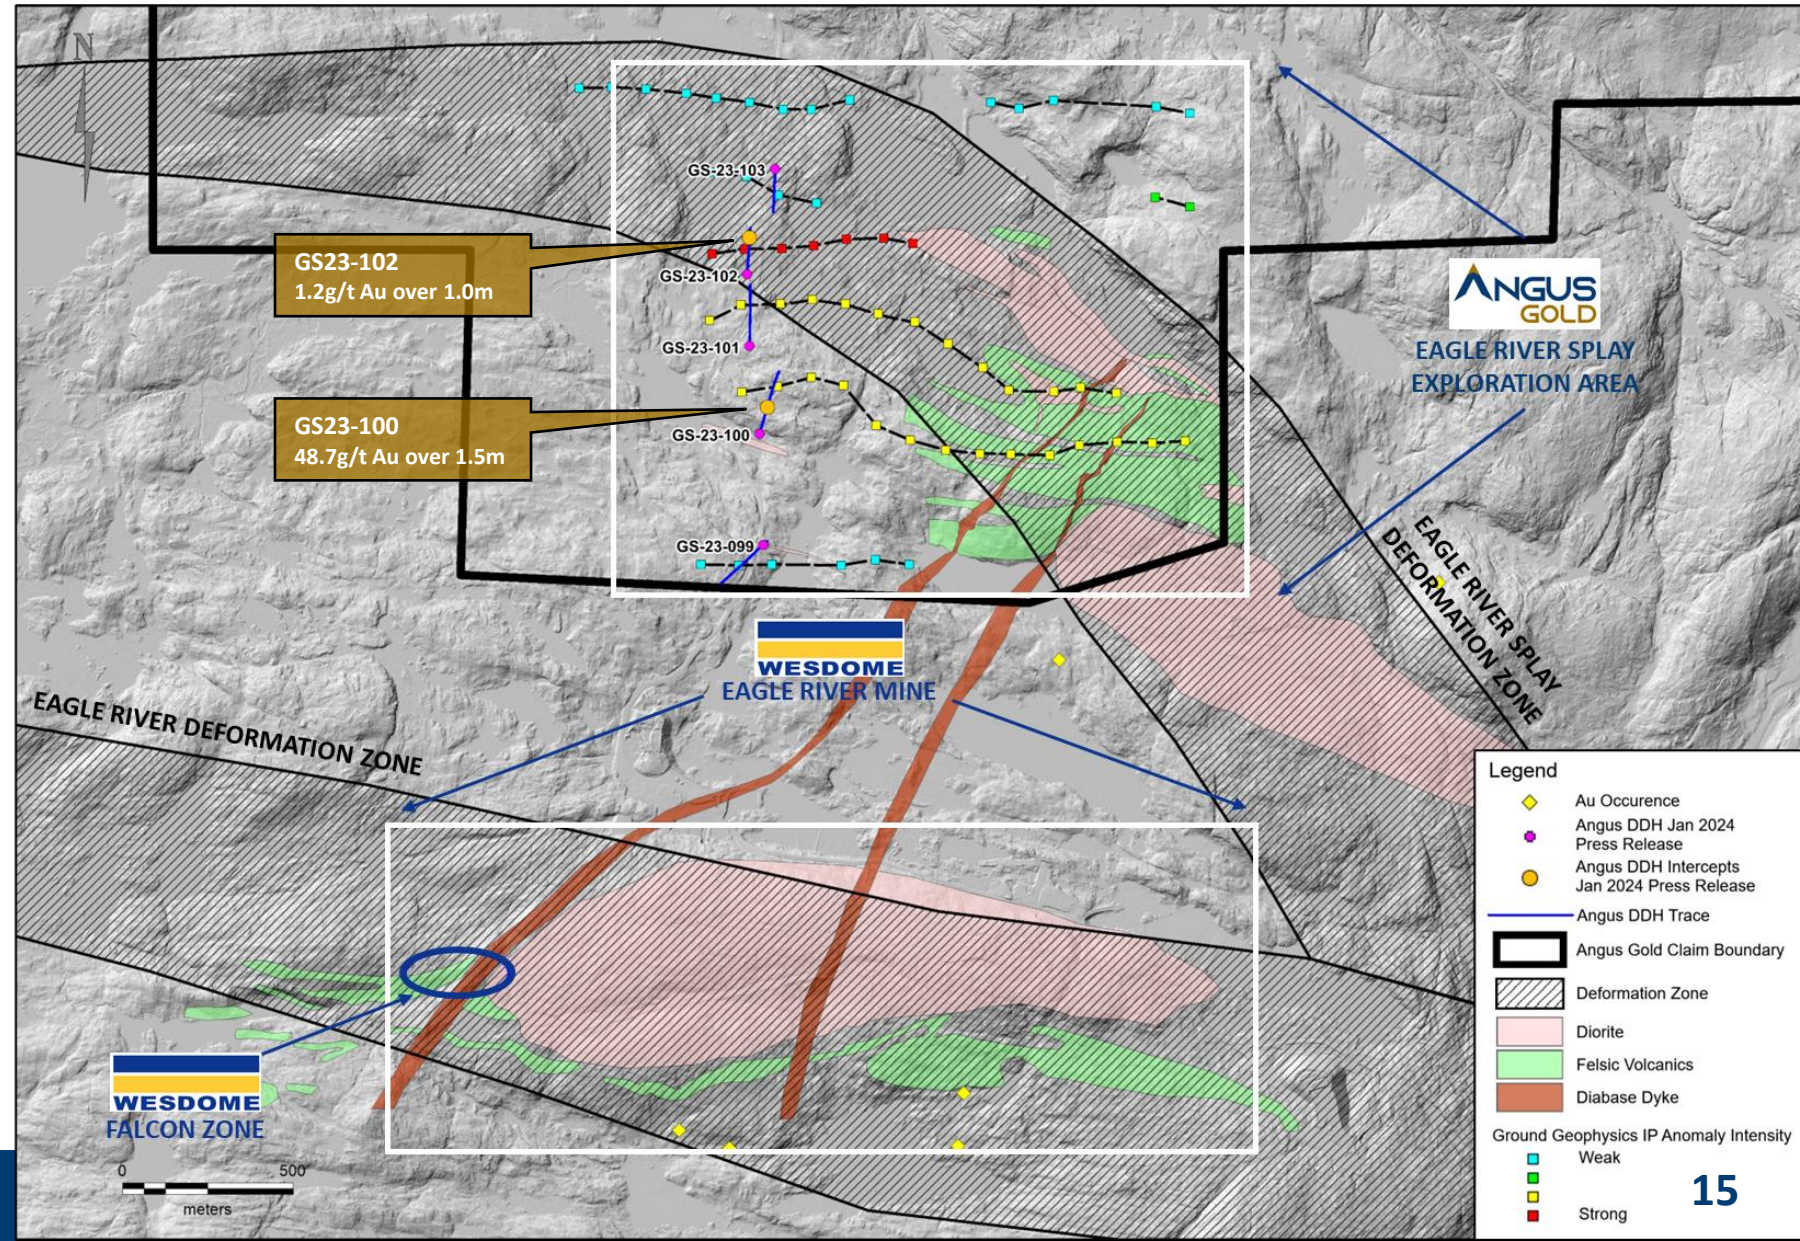 N
GS-23-103
GS23-102
1.2g/t Au over 1.0m
GS-23-102
GS-23-101
GS23-100
48.7g/t Au over 1.5m
GS-23-100
GS-23-099
ANGUS
GOLD
EAGLE RIVER SPLAY
EXPLORATION AREA
EAGLE RIVER SPLAY
DEFORMATION ZONE
WESDOME
EAGLE RIVER MINE
EAGLE RIVER DEFORMATION ZONE
WESDOME
FALCON ZONE
0 500
meters
Legend
Au Occurence
Angus DDH Jan 2024
Press Release
Angus DDH Intercepts
Jan 2024 Press Release
Angus DDH Trace
Angus Gold Claim Boundary
Deformation Zone
Diorite
Felsic Volcanics
Diabase Dyke
Ground Geophysics IP Anomaly Intensity
Weak
Strong
15